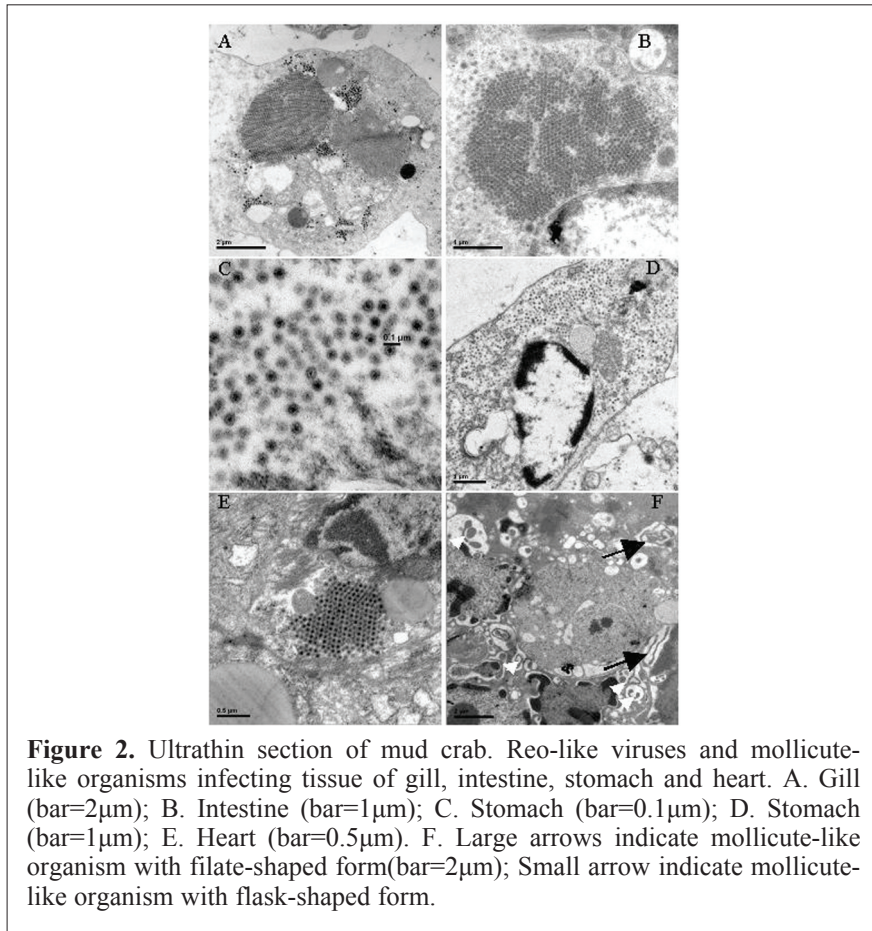 A
B
2 µm
1 µm
C
D
0.1 µm
1 µm
E
F
0.5 µm
Figure 2. Ultrathin section of mud crab. Reo-like viruses and mollicute-
like organisms infecting tissue of gill, intestine, stomach and heart. A. Gill
(bar=2µm); B. Intestine (bar=1µm); C. Stomach (bar=0.1µm); D. Stomach
(bar=1µm); E. Heart (bar=0.5µm). F. Large arrows indicate mollicute-like
organism with filate-shaped form(bar=2µm); Small arrow indicate mollicute-
like organism with flask-shaped form.